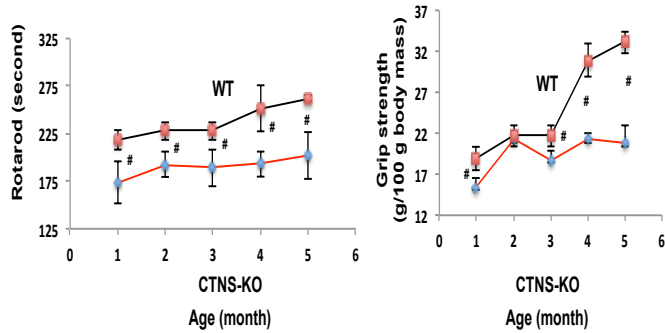 Rotarod (second)
325
275
225
175
125
WT
#
#
#
#
#
0 1 2 3 4 5 6
CTNS-KO
Age (month)
Grip strength
(g/100 g body mass)
37
32
27
22
17
12
WT
#
#
#
#
0 1 2 3 4 5 6
CTNS-KO
Age (month)